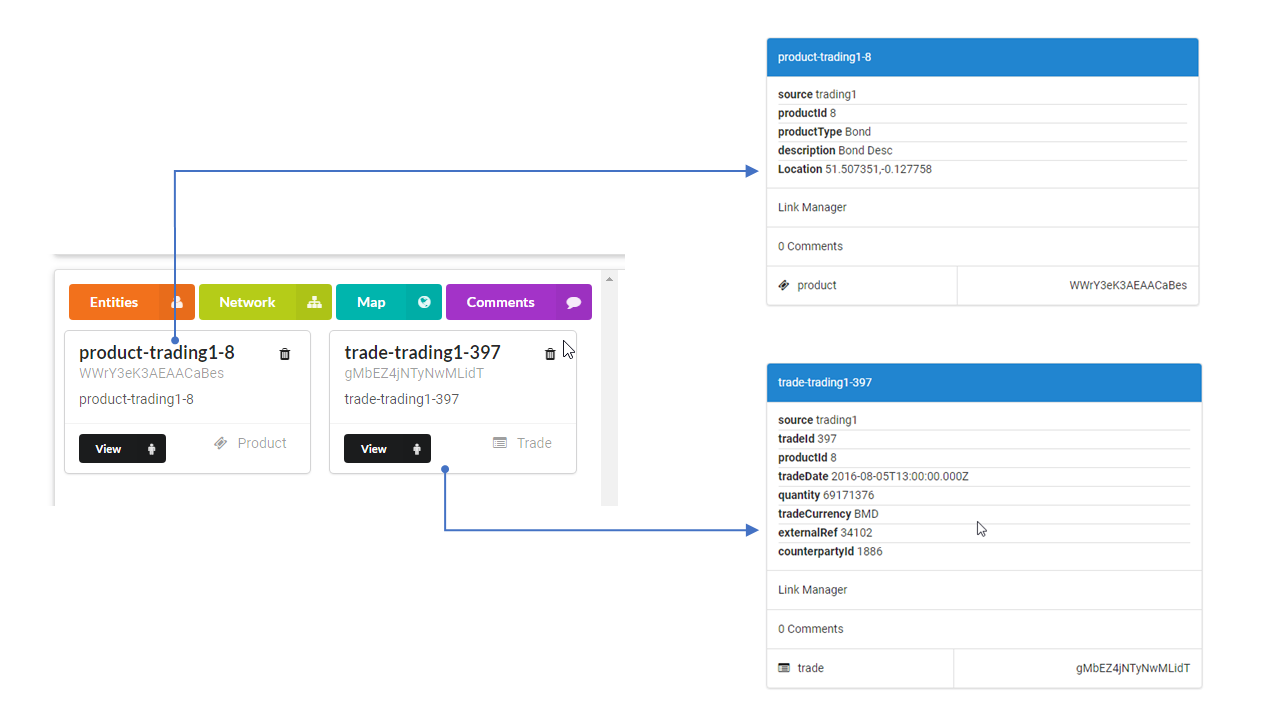 Entities
Network
Map
Comments
product-trading1-8
WWrY3eK3AEAACaBes
product-trading1-8
View
Product
trade-trading1-397
gMbEZ4jNTyNwMLidT
trade-trading1-397
View
Trade
product-trading1-8
source trading1
productId 8
productType Bond
description Bond Desc
Location 51.507351,-0.127758
Link Manager
0 Comments
product
WWrY3eK3AEAACaBes
trade-trading1-397
source trading1
tradeId 397
productId 8
tradeDate 2016-08-05T13:00:00.000Z
quantity 69171376
tradeCurrency BMD
externalRef 34102
counterpartyId 1886
Link Manager
0 Comments
trade
gMbEZ4jNTyNwMLidT